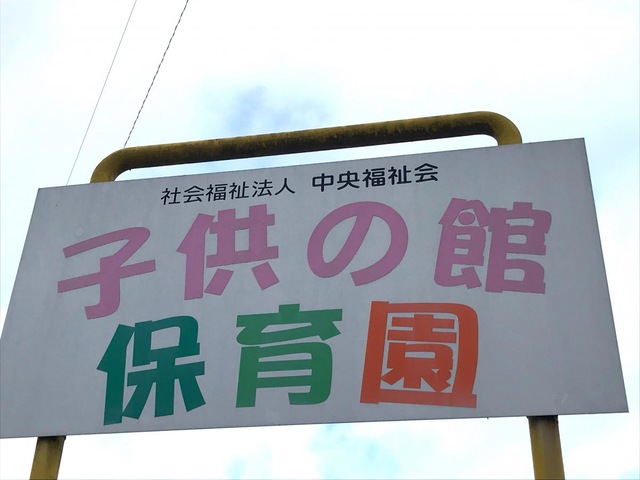 社会福祉法人 中央福祉会
子供の館
保育園